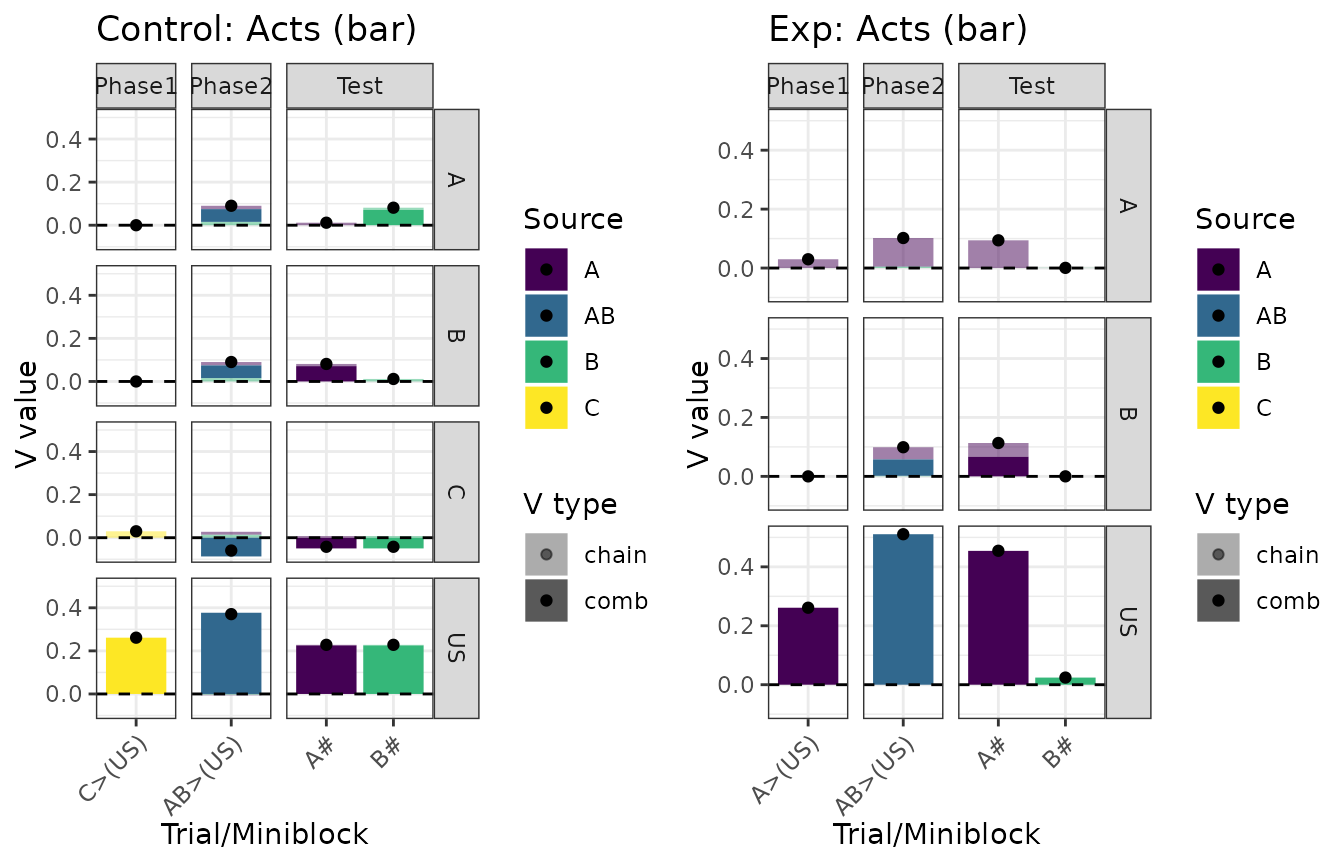 Control: Acts (bar)
Phase1 Phase2 Test
0.4
0.2
0.0
A
0.4
0.2
0.0
B
0.4
0.2
0.0
C
0.4
0.2
0.0
US
V value
C>(US) AB>(US) A# B#
Trial/Miniblock
Source
A
AB
B
C
V type
chain
comb
Exp: Acts (bar)
Phase1 Phase2 Test
0.4
0.2
0.0
A
0.4
0.2
0.0
B
0.4
0.2
0.0
US
V value
A>(US) AB>(US) A# B#
Trial/Miniblock
Source
A
AB
B
C
V type
chain
comb